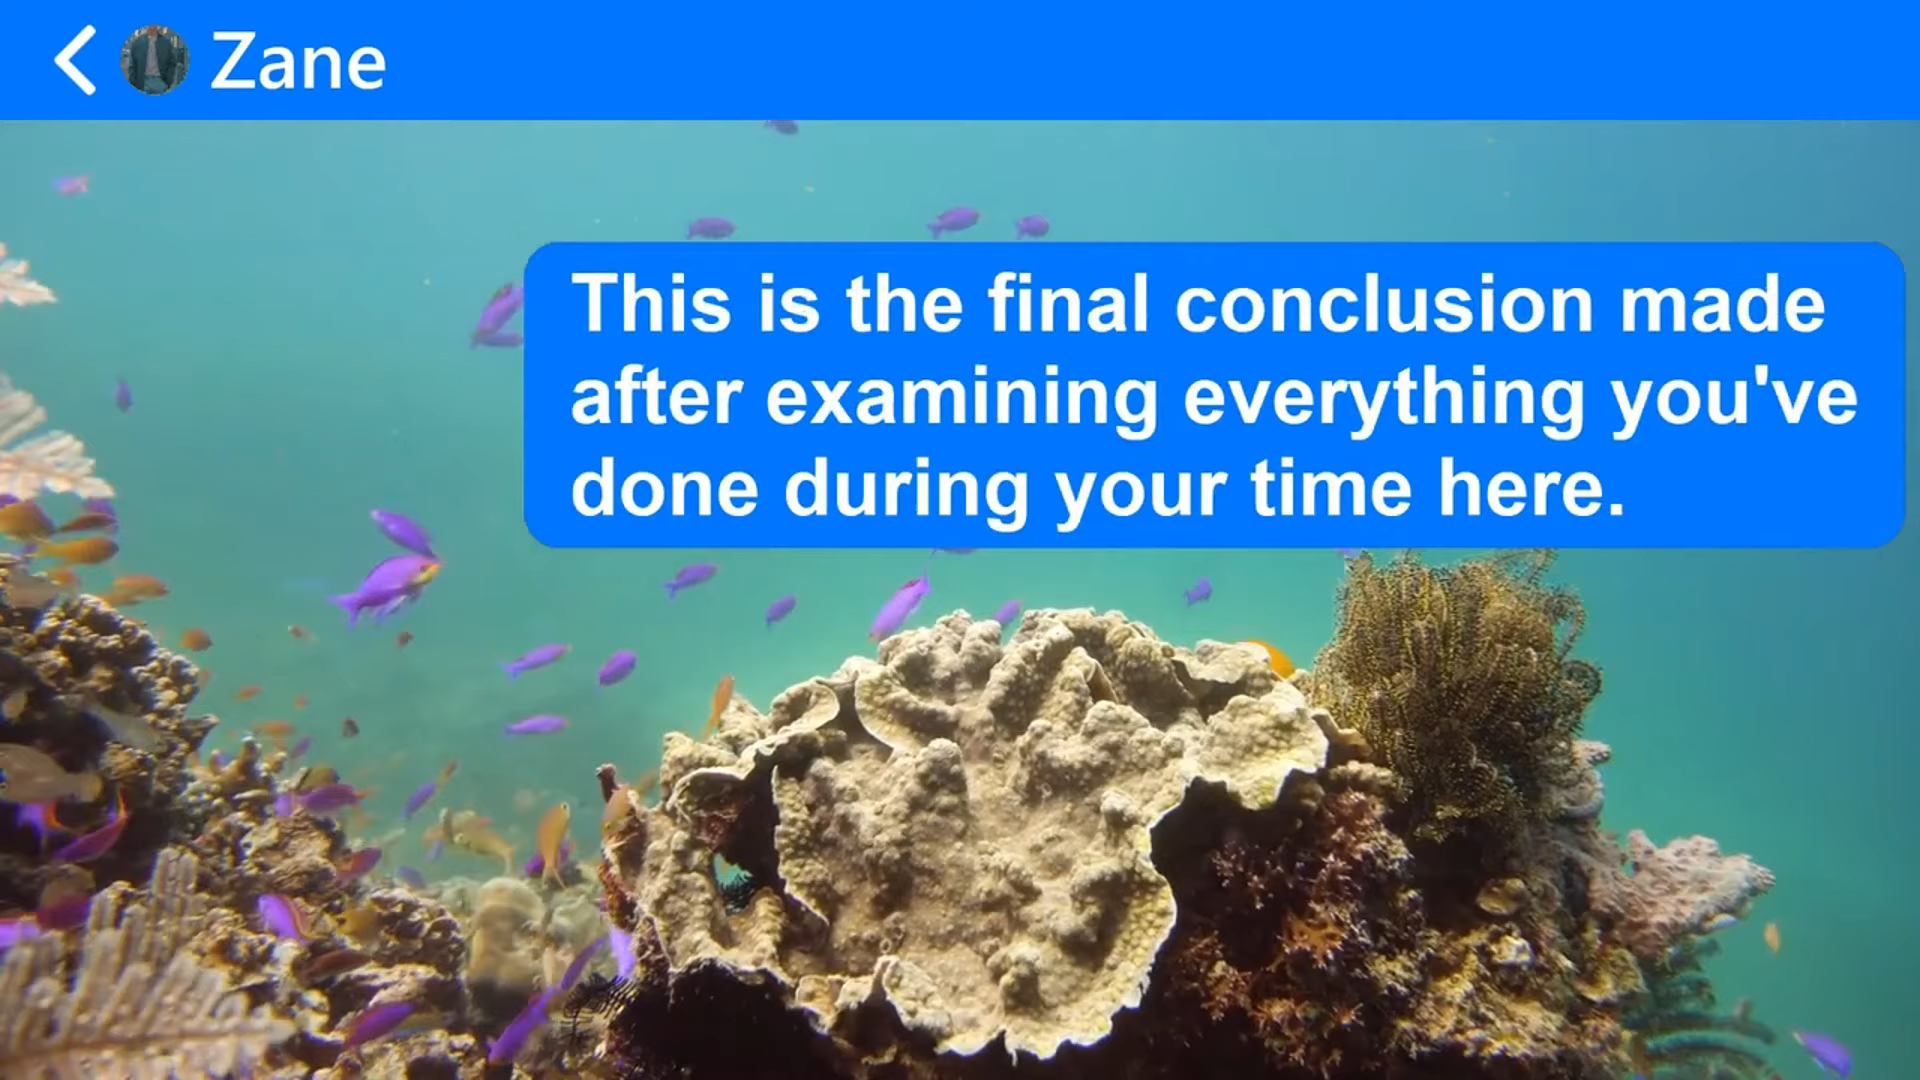 Zane
This is the final conclusion made
after examining everything you've
done during your time here.